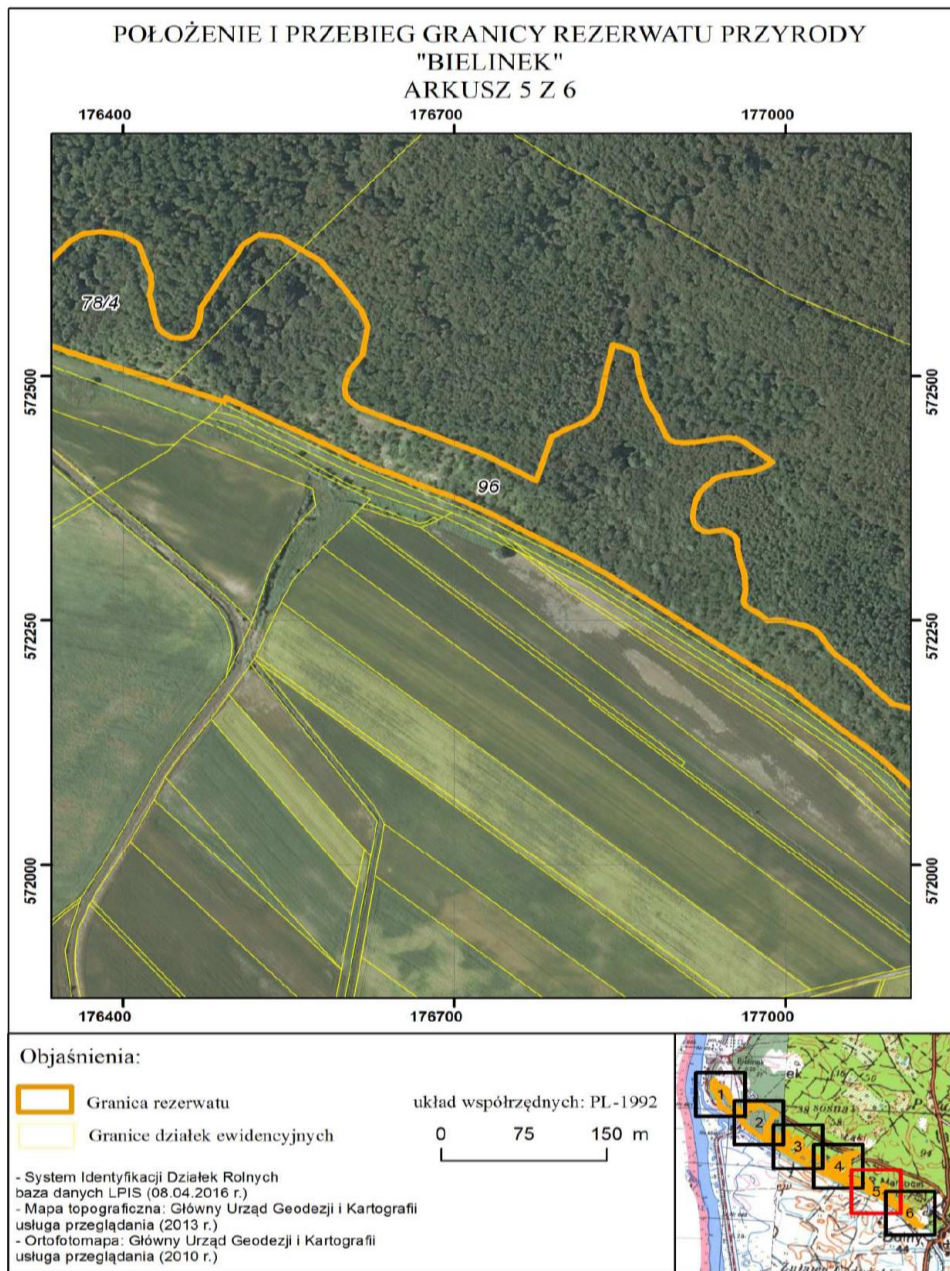 POŁOŻENIE I PRZEBIEG GRANICY REZERWATU PRZYRODY
"BIELINEK"
ARKUSZ 5 Z 6
176400 176700 177000
78/4
572500 572500
96
572250 572250
572000 572000
176400 176700 177000
Objaśnienia:
Granica rezerwatu
Granice działek ewidencyjnych
układ współrzędnych: PL-1992
0 75 150 m
- System Identyfikacji Działek Rolnych
baza danych LPIS (08.04.2016 r.)
- Mapa topograficzna: Główny Urząd Geodezji i Kartografii
usługa przeglądania (2013 r.)
- Ortofotomapa: Główny Urząd Geodezji i Kartografii
usługa przeglądania (2010 r.)
ek
1
2
3
4
5
6